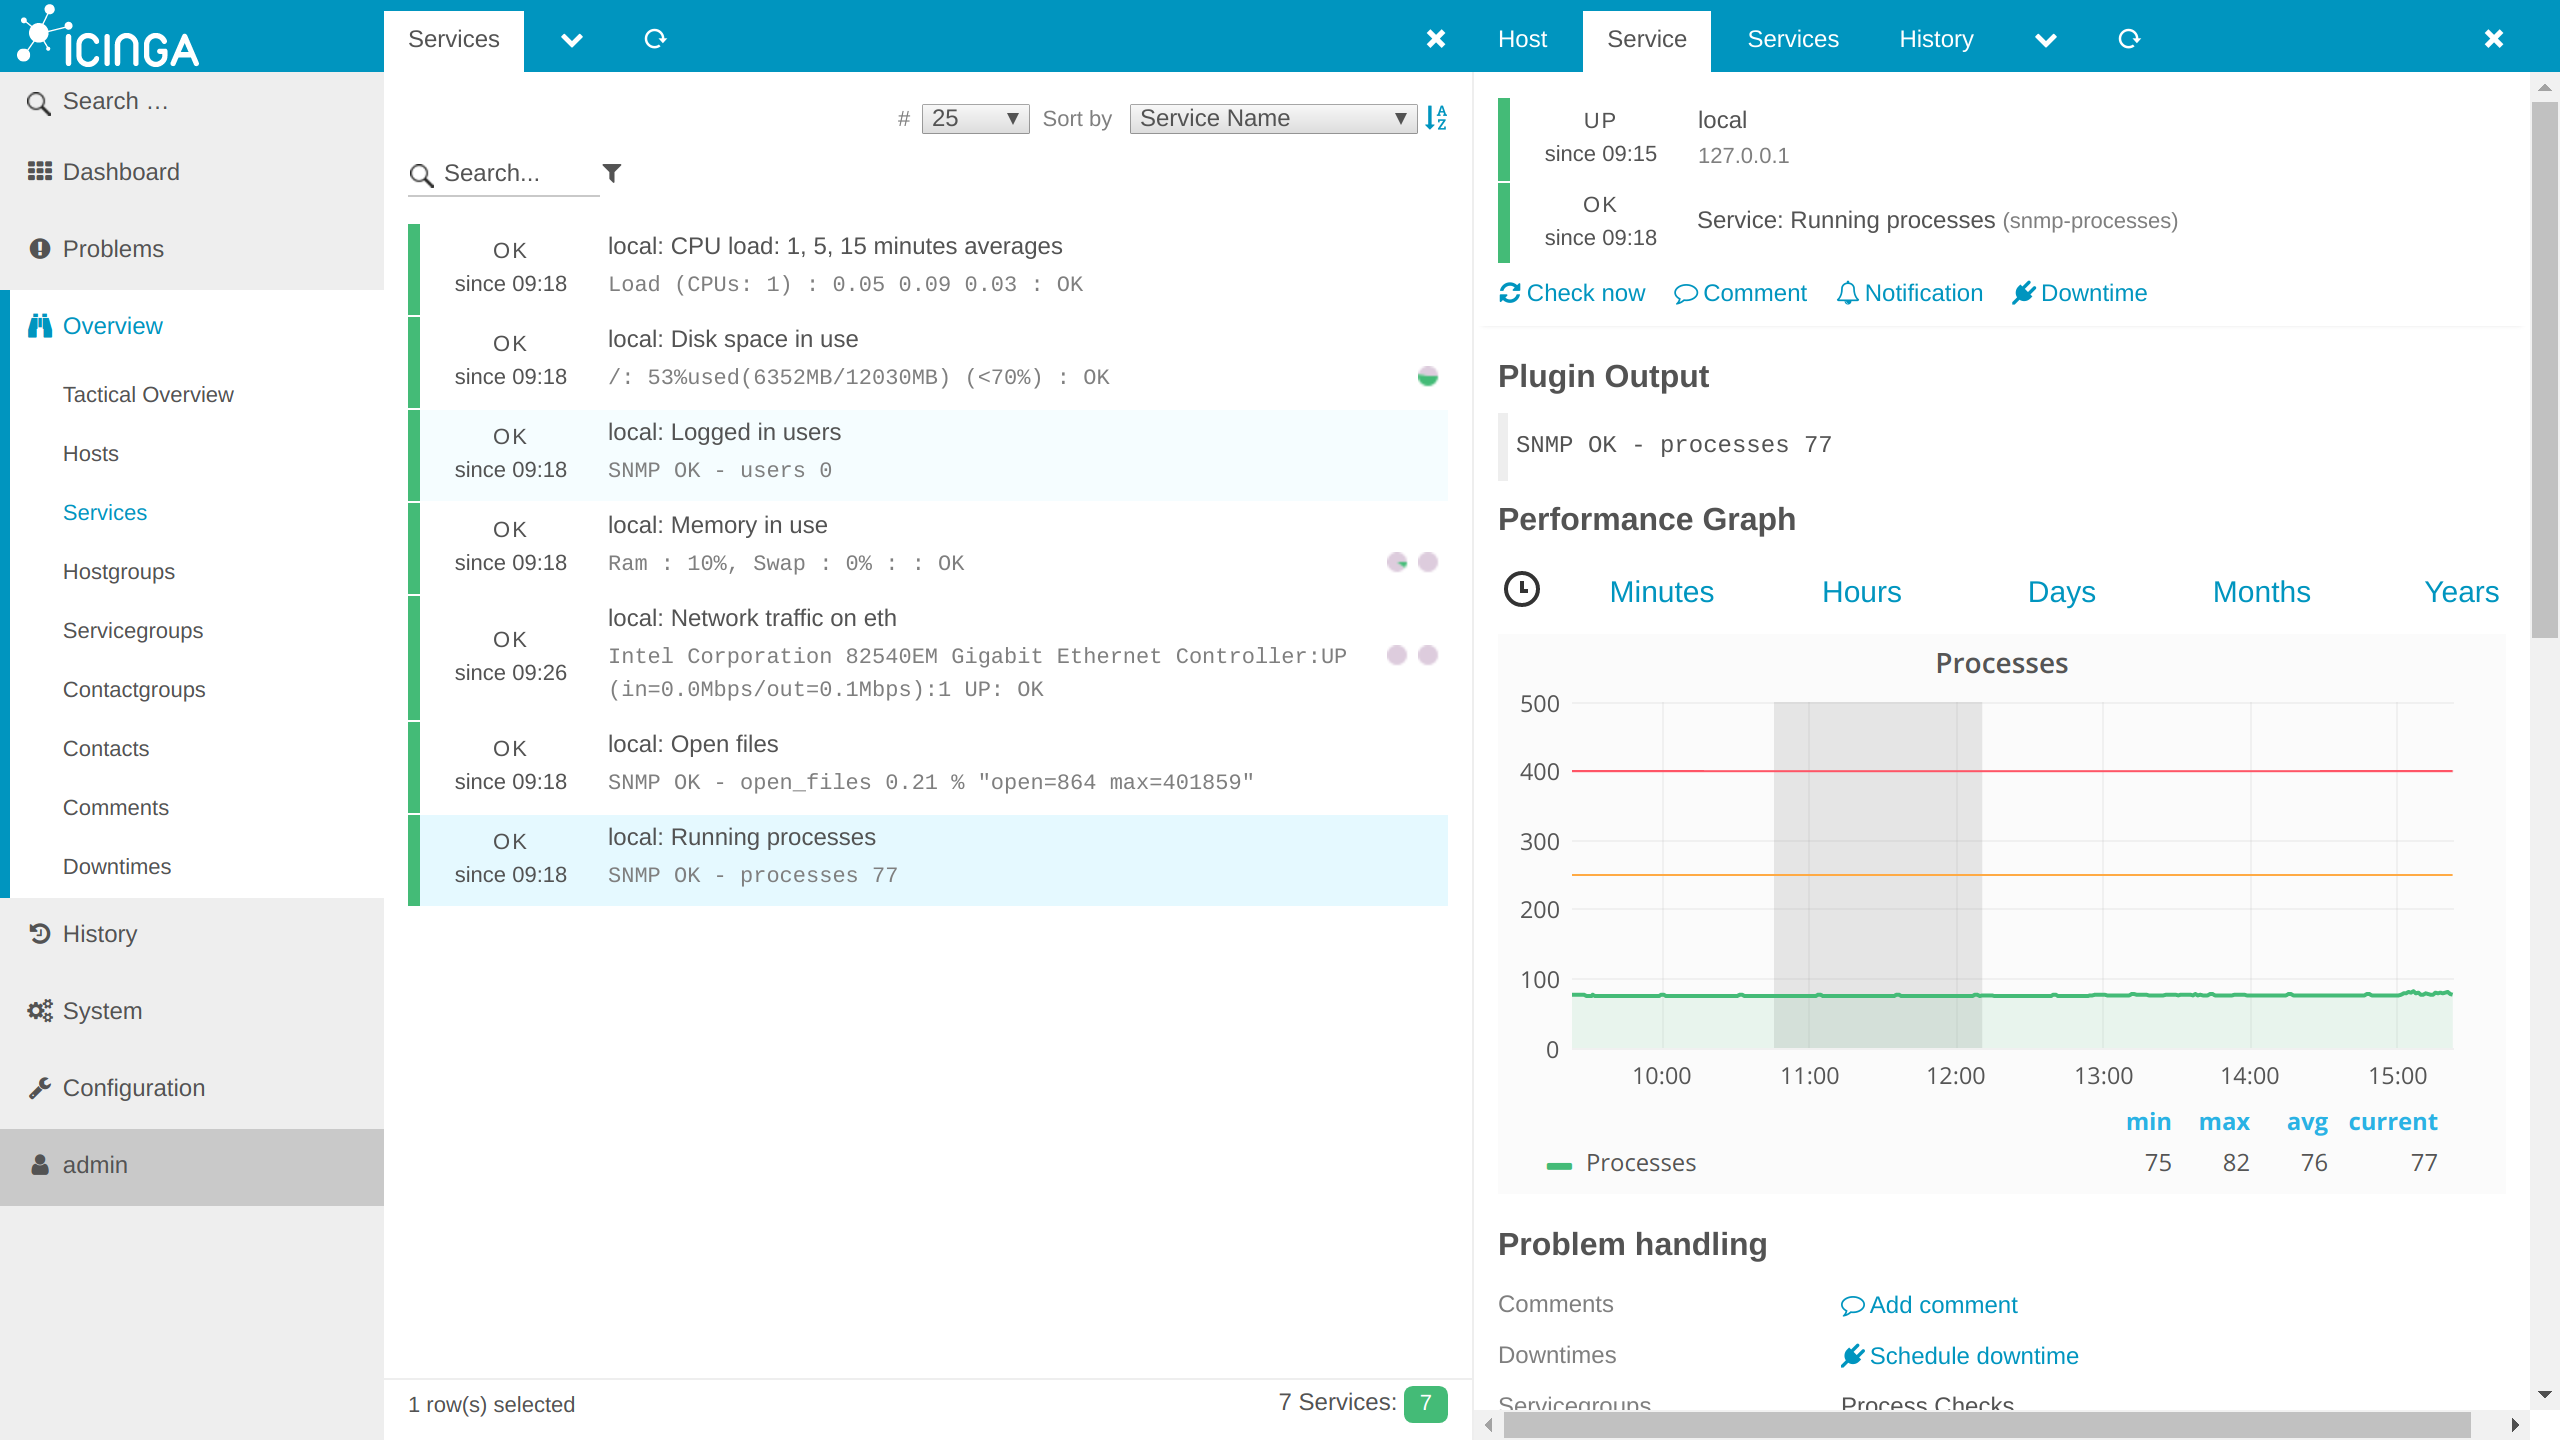 ICINGA
Services
Host
Service
Services
History
Search …
Dashboard
Problems
Overview
Tactical Overview
Hosts
Services
Hostgroups
Servicegroups
Contactgroups
Contacts
Comments
Downtimes
History
System
Configuration
admin
# 25 Sort by Service Name
Search...
OK
since 09:18
local: CPU load: 1, 5, 15 minutes averages
Load (CPUs: 1) : 0.05 0.09 0.03 : OK
OK
since 09:18
local: Disk space in use
/: 53%used(6352MB/12030MB) (<70%) : OK
OK
since 09:18
local: Logged in users
SNMP OK - users 0
OK
since 09:18
local: Memory in use
Ram : 10%, Swap : 0% : : OK
OK
since 09:26
local: Network traffic on eth
Intel Corporation 82540EM Gigabit Ethernet Controller:UP
(in=0.0Mbps/out=0.1Mbps):1 UP: OK
OK
since 09:18
local: Open files
SNMP OK - open_files 0.21 % "open=864 max=401859"
OK
since 09:18
local: Running processes
SNMP OK - processes 77
1 row(s) selected
7 Services: 7
UP
since 09:15
local
127.0.0.1
OK
since 09:18
Service: Running processes (snmp-processes)
Check now Comment Notification Downtime
Plugin Output
SNMP OK - processes 77
Performance Graph
Minutes Hours Days Months Years
Processes
500
400
300
200
100
0
10:00 11:00 12:00 13:00 14:00 15:00
min max avg current
Processes 75 82 76 77
Problem handling
Comments Add comment
Downtimes Schedule downtime
Servicegroups Process Checks